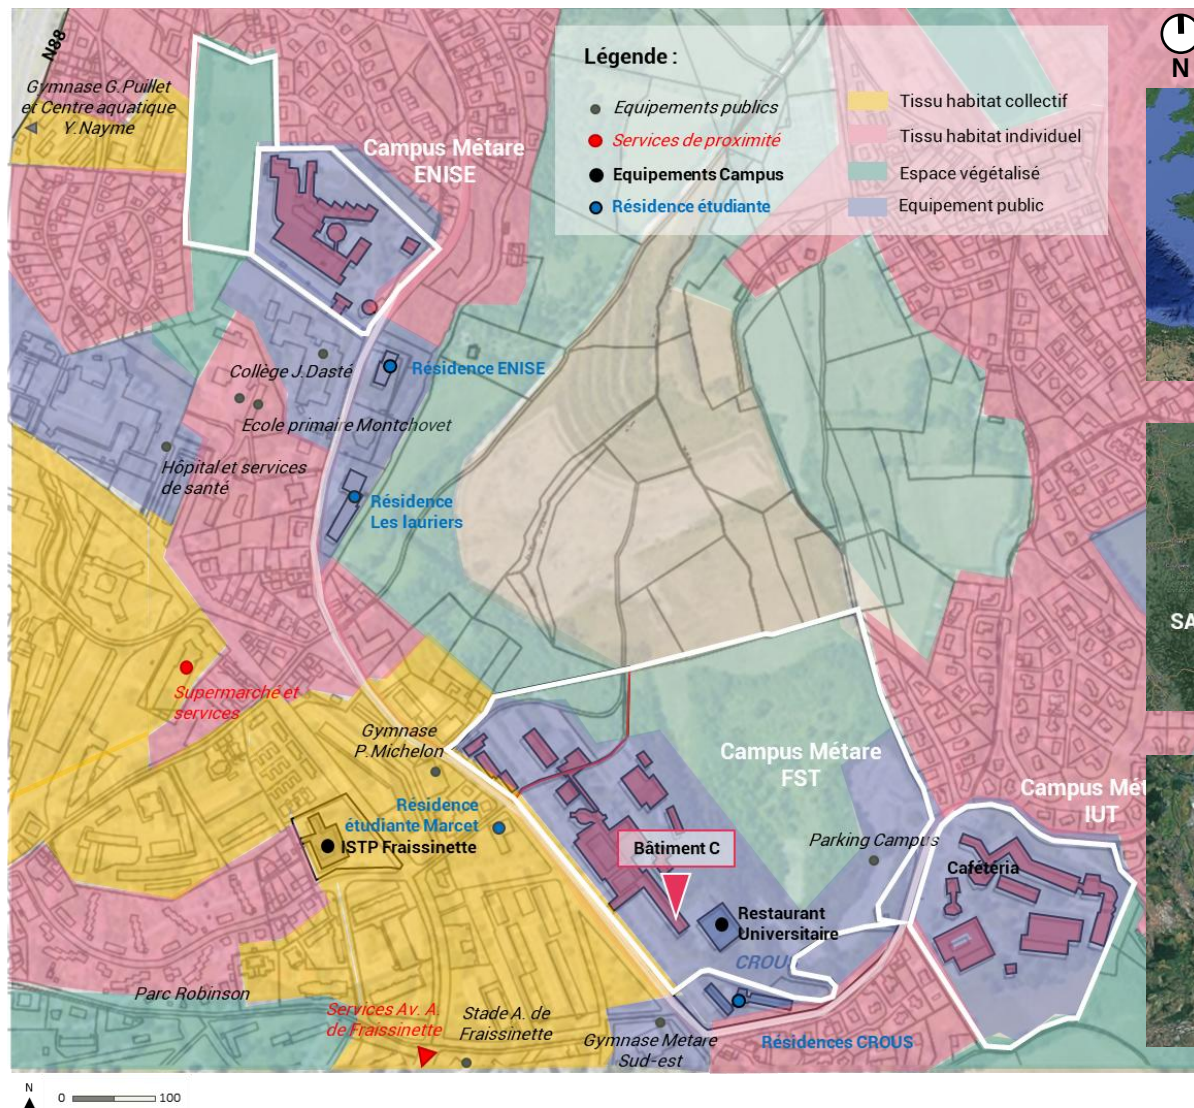 N88
Gymnase G.Puillet
et Centre aquatique
Y.Nayme
Légende :
Equipements publics
Services de proximité
Equipements Campus
Résidence étudiante
Tissu habitat collectif
Tissu habitat individuel
Espace végétalisé
Equipement public
N
Campus Métare
ENISE
Collège J.Dasté
Résidence ENISE
Ecole primaire Montchovet
Hôpital et services
de santé
Résidence
Les lauriers
SA
Supermarché et
services
Gymnase
P.Michelon
Campus Métare
FST
Campus Mét
IUT
Résidence
étudiante Marcet
ISTP Fraissinette
Bâtiment C
Parking Campus
Cafétéria
Restaurant
Universitaire
CROUS
Parc Robinson
Services Av. A.
de Fraissinette
Stade A. de
Fraissinette
Gymnase Metare
Sud-est
Résidences CROUS
N
0 100